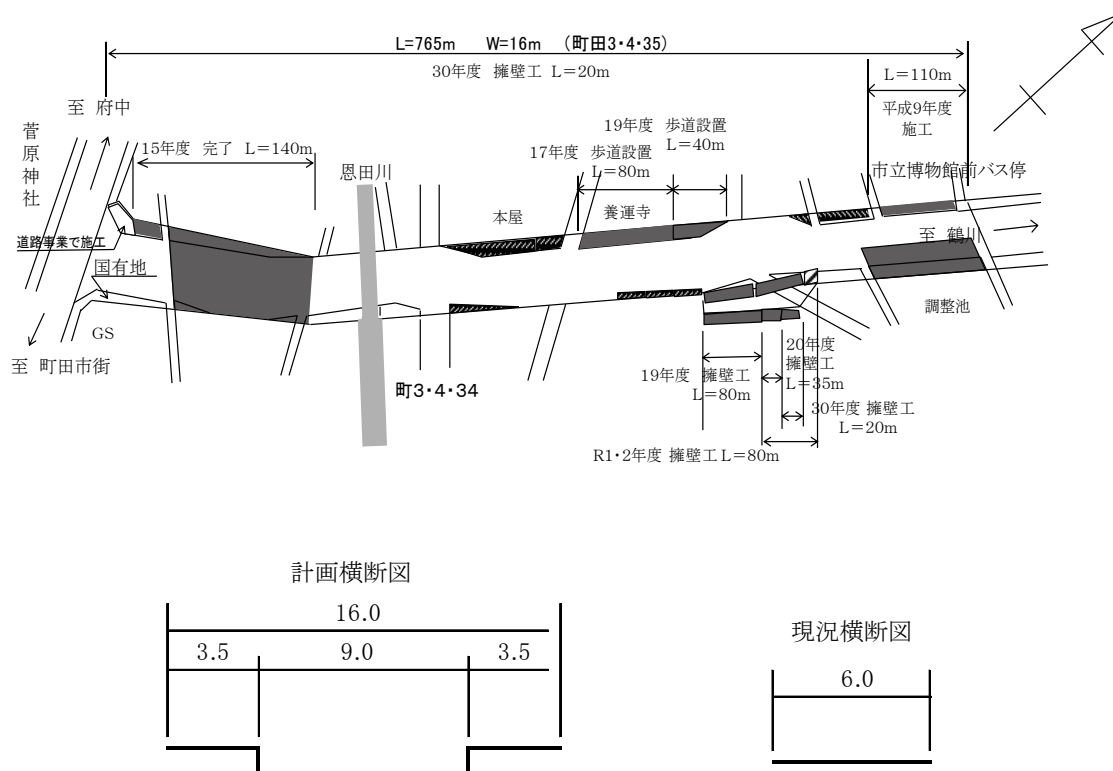 L=765m W=16m （町田3・4・35）
30年度 擁壁工 L=20m
L=110m
平成9年度
施工
至 府中
菅原神社
15年度 完了 L=140m
恩田川
19年度 歩道設置
L=40m
17年度 歩道設置
L=80m
市立博物館前バス停
本屋
養運寺
道路事業で施工
国有地
至 鶴川
GS
調整池
至 町田市街
町3・4・34
19年度 擁壁工
L=80m
20年度
擁壁工
L=35m
30年度 擁壁工
L=20m
R1・2年度 擁壁工L=80m
計画横断図
16.0
3.5 9.0 3.5
現況横断図
6.0